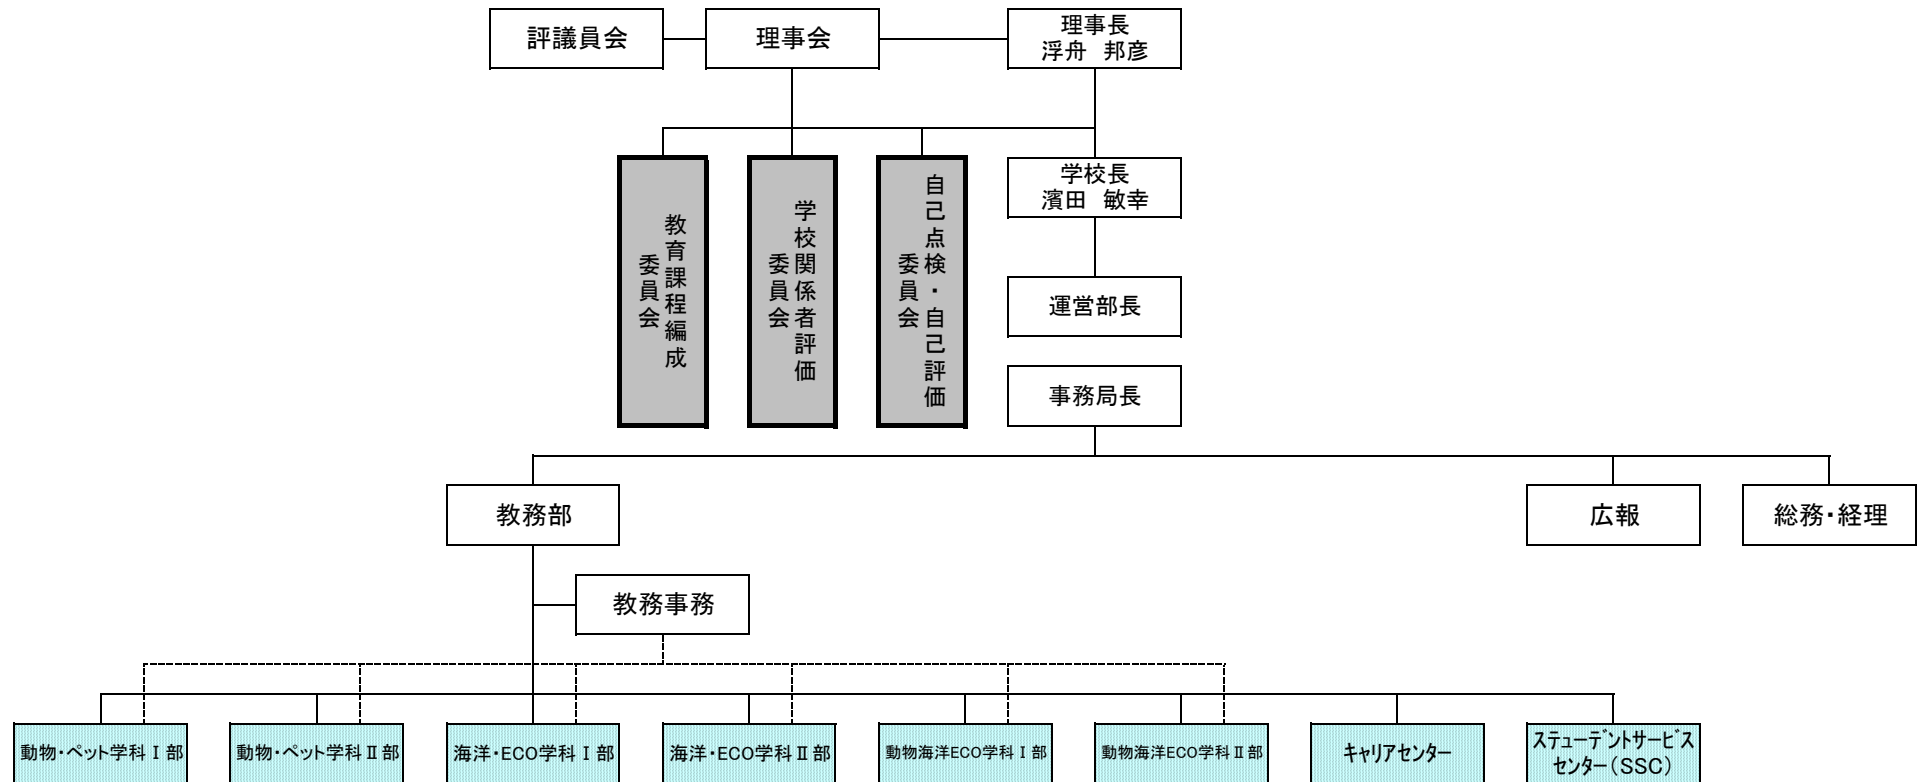 評議員会
理事会
理事長
浮舟　邦彦
教育課程編成
委員会
学校関係者評価
委員会
自己点検・自己評価
委員会
学校長
濱田　敏幸
運営部長
事務局長
教務部
広報
総務・経理
教務事務
動物・ペット学科Ⅰ部
動物・ペット学科Ⅱ部
海洋・ECO学科Ⅰ部
海洋・ECO学科Ⅱ部
動物海洋ECO学科Ⅰ部
動物海洋ECO学科Ⅱ部
ｷｬﾘｱｾﾝﾀｰ
ｽﾃｭｰﾃﾞﾝﾄｻｰﾋﾞｽ
ｾﾝﾀｰ（SSC）